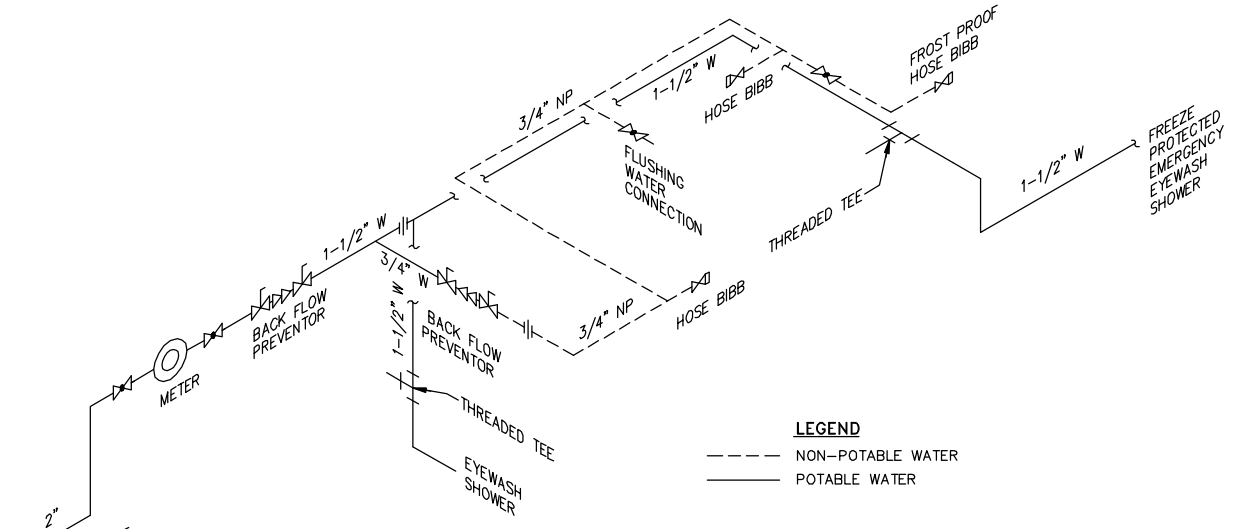 FROST PROOF
HOSE BIBB
1-1/2" W
HOSE BIBB
3/4" NP
FLUSHING
WATER
CONNECTION
FREEZE
PROTECTED
EMERGENCY
EYEWASH
SHOWER
1-1/2" W
THREADED TEE
1-1/2" W
3/4" W
HOSE BIBB
3/4" NP
BACK FLOW
PREVENTOR
1-1/2" W
BACK FLOW
PREVENTOR
METER
THREADED TEE
EYEWASH
SHOWER
LEGEND
NON-POTABLE WATER
POTABLE WATER
2"